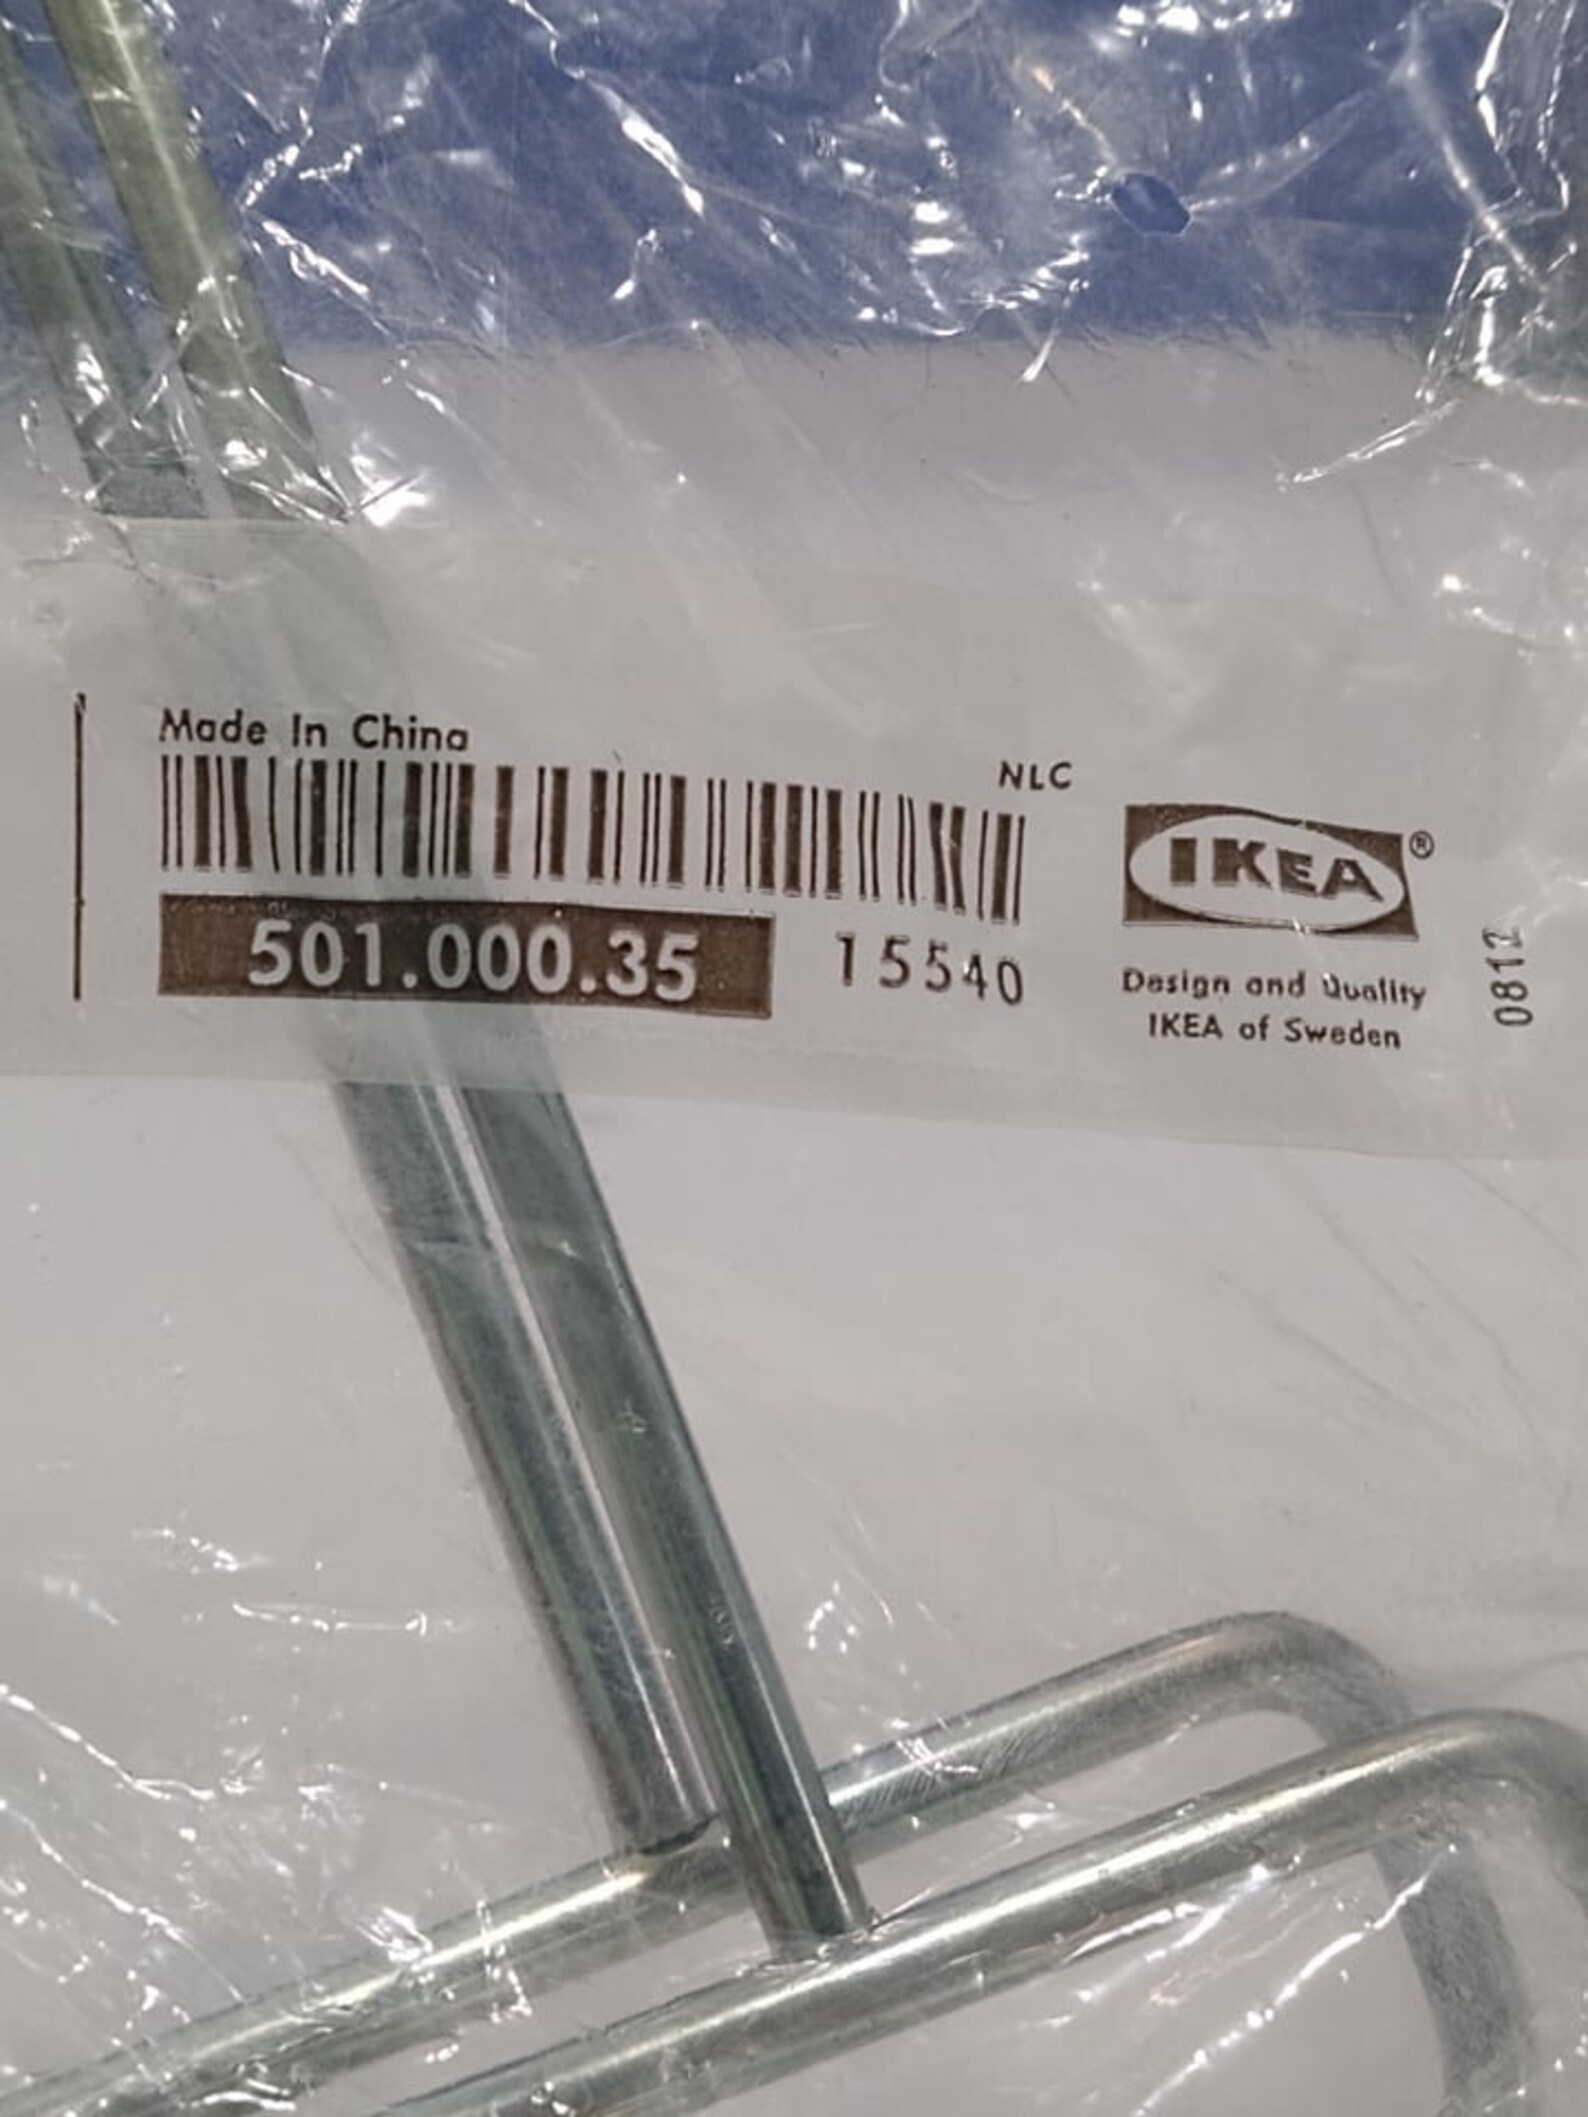 Made In China
NLC
IKEA®
501.000.35
15540
Design and Quality
IKEA of Sweden
0812